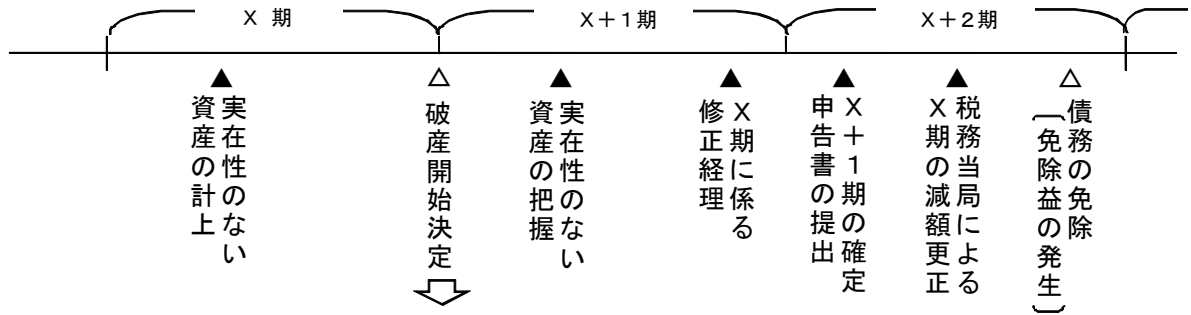 Ｘ 期
Ｘ＋１期
Ｘ＋２期
▲
実在性のない
資産の計上
△
破産開始決定
▲
実在性のない
資産の把握
▲
Ｘ期に係る
修正経理
▲
Ｘ＋１期の確定
申告書の提出
▲
税務当局による
Ｘ期の減額更正
△
債務の免除
（免除益の発生）